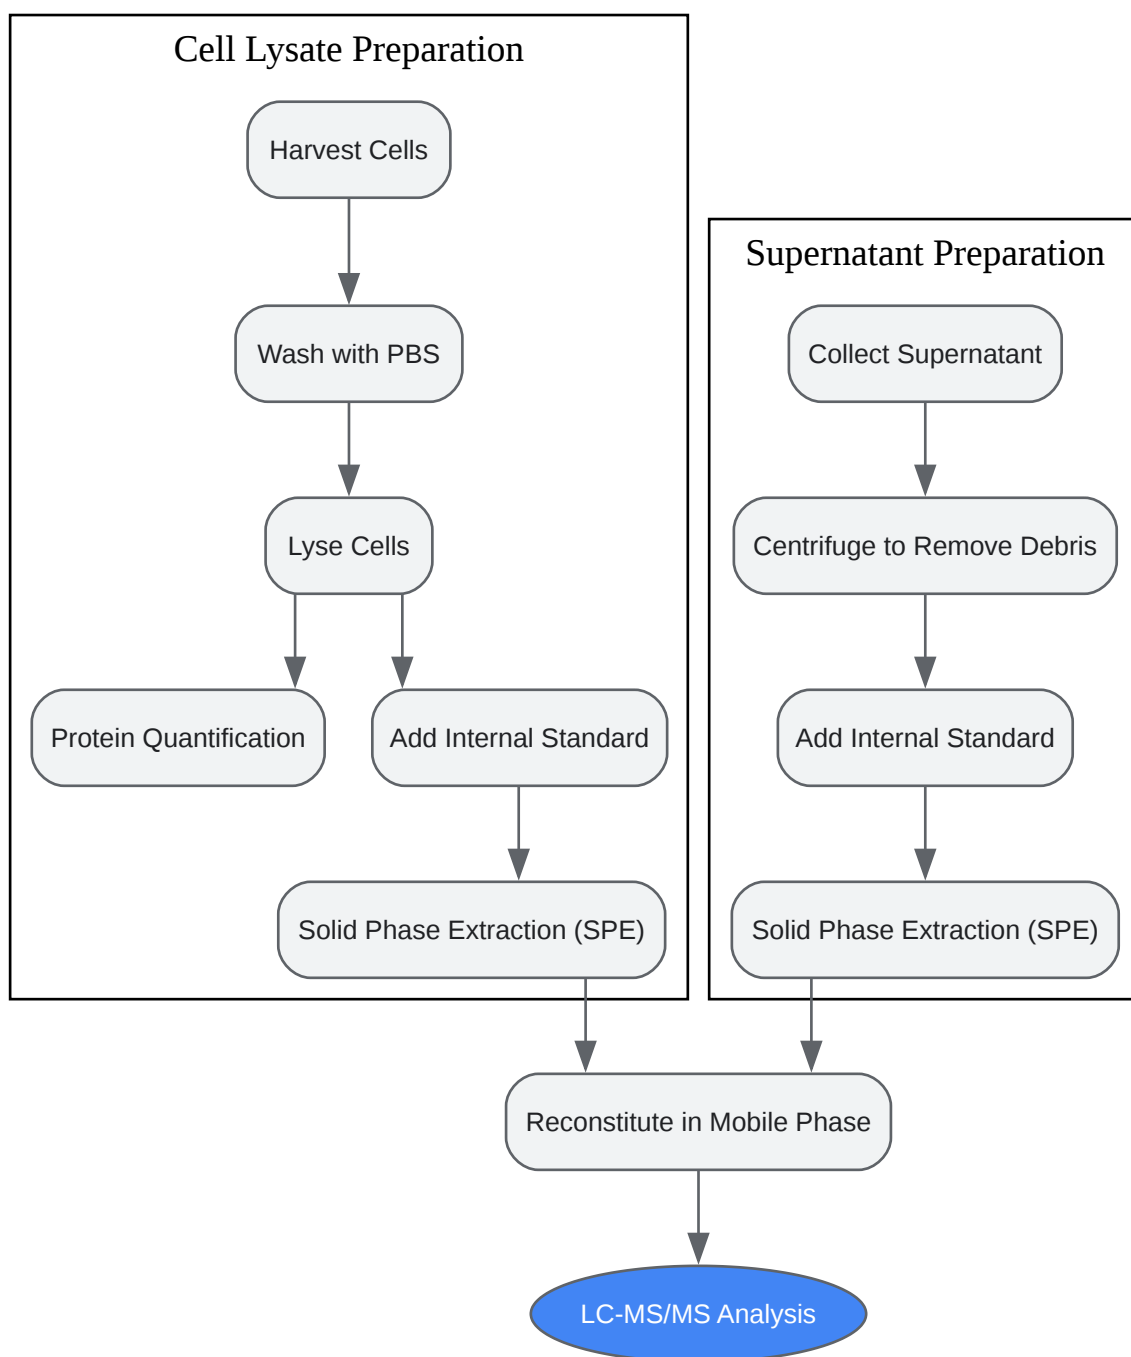 Cell Lysate Preparation
Harvest Cells
Wash with PBS
Lyse Cells
Protein Quantification
Add Internal Standard
Solid Phase Extraction (SPE)
Supernatant Preparation
Collect Supernatant
Centrifuge to Remove Debris
Add Internal Standard
Solid Phase Extraction (SPE)
Reconstitute in Mobile Phase
LC-MS/MS Analysis